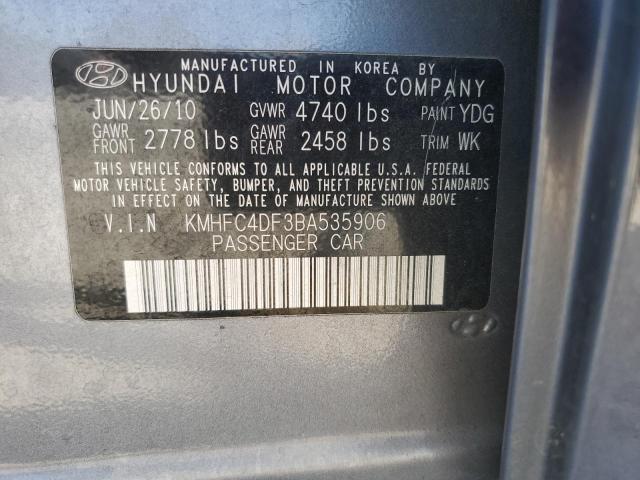 MANUFACTURED IN KOREA BY
HYUNDAI MOTOR COMPANY
JUN/26/10 GVWR 4740 lbs PAINT YDG
GAWR FRONT 2778 lbs GAWR REAR 2458 lbs TRIM WK
THIS VEHICLE CONFORMS TO ALL APPLICABLE U.S.A. FEDERAL
MOTOR VEHICLE SAFETY, BUMPER, AND THEFT PREVENTION STANDARDS
IN EFFECT ON THE DATE OF MANUFACTURE SHOWN ABOVE
V.I.N KMHFC4DF3BA535906
PASSENGER CAR